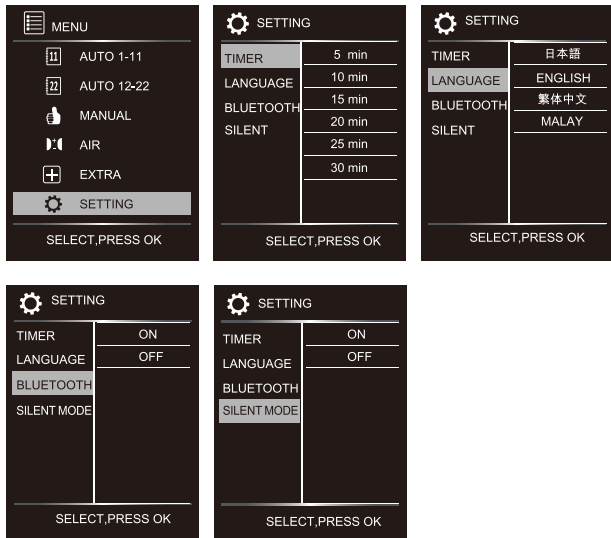 MENU
11 AUTO 1-11
22 AUTO 12-22
MANUAL
AIR
EXTRA
SETTING
SELECT,PRESS OK
SETTING
TIMER
LANGUAGE
BLUETOOTH
SILENT
5 min
10 min
15 min
20 min
25 min
30 min
SELECT,PRESS OK
SETTING
TIMER
LANGUAGE
BLUETOOTH
SILENT
日本語
ENGLISH
繁体中文
MALAY
SELECT,PRESS OK
SETTING
TIMER
LANGUAGE
BLUETOOTH
SILENT MODE
ON
OFF
SELECT,PRESS OK
SETTING
TIMER
LANGUAGE
BLUETOOTH
SILENT MODE
ON
OFF
SELECT,PRESS OK